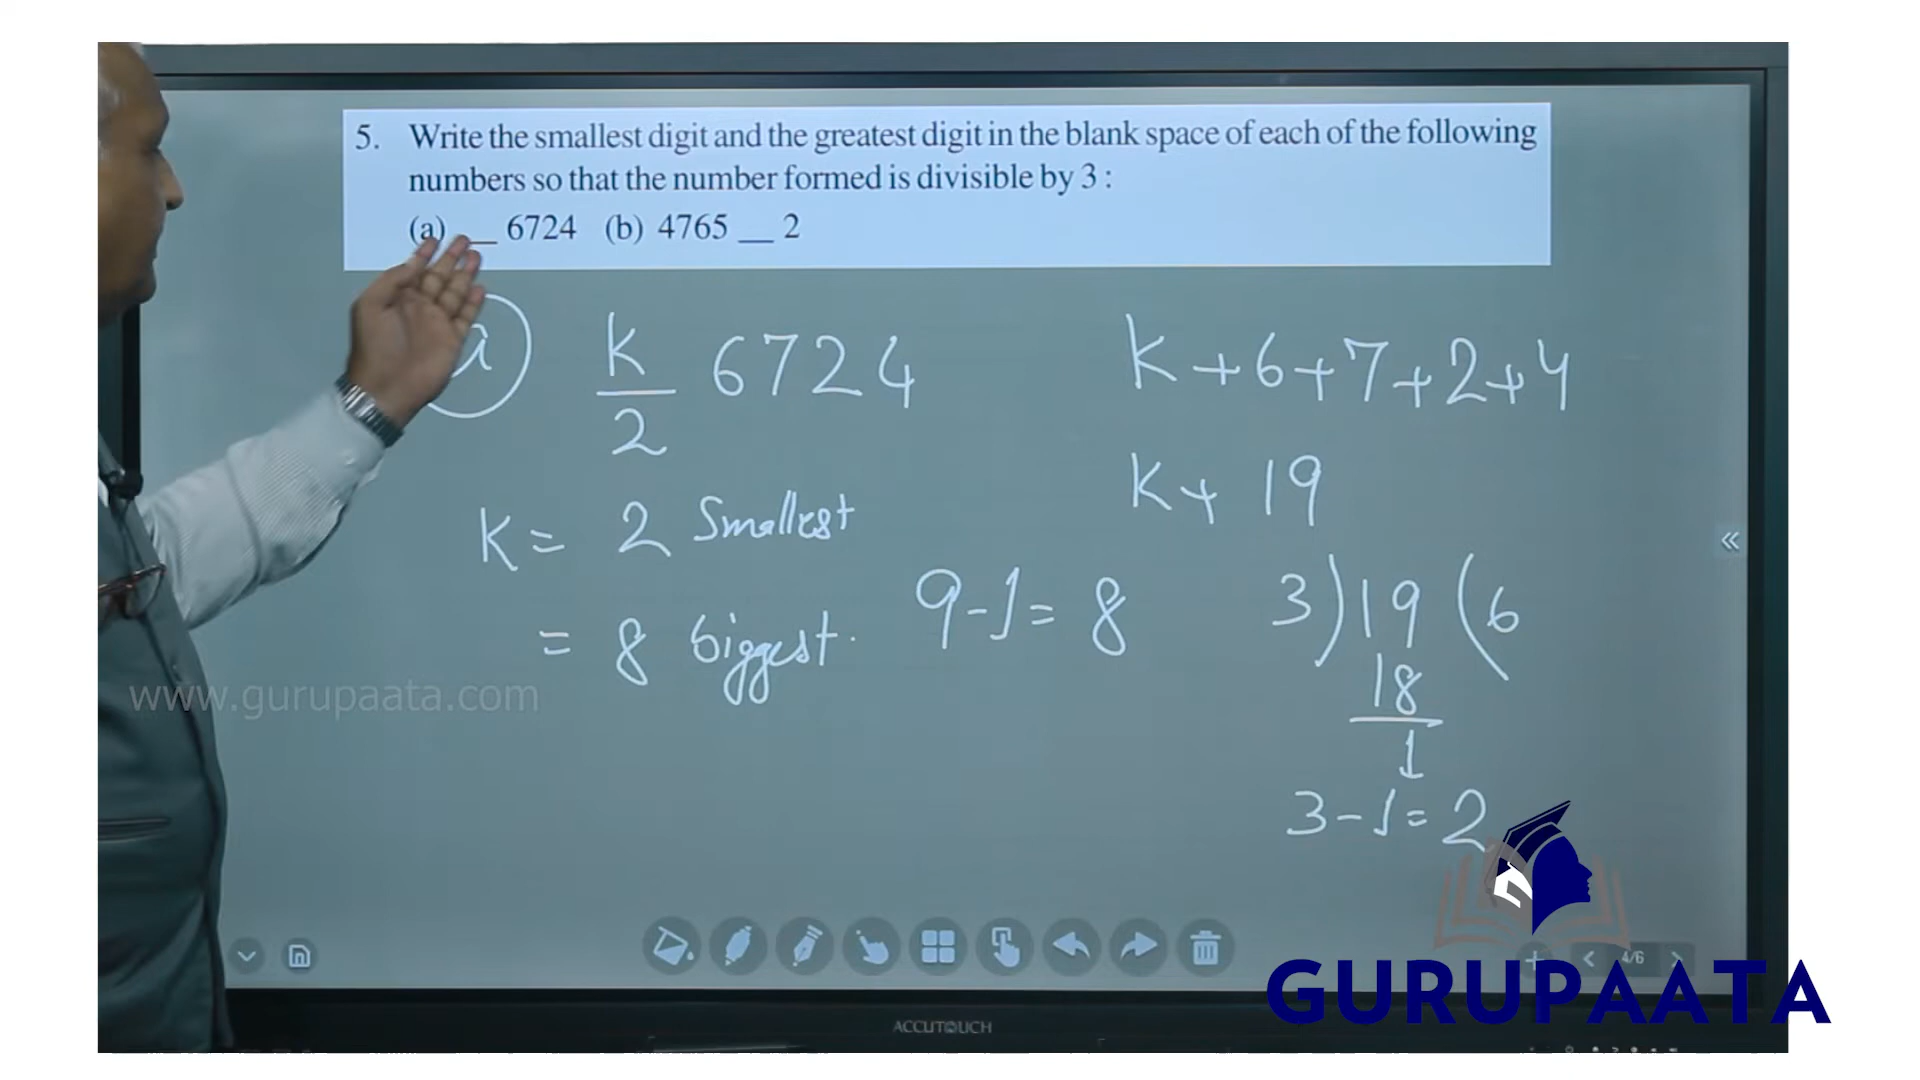 5. Write the smallest digit and the greatest digit in the blank space of each of the following
numbers so that the number formed is divisible by 3 :
(a) __ 6724 (b) 4765 __ 2
a
k 6724
2
k + 6 + 7 + 2 + 4
k + 19
k = 2 Smallest
= 8 biggest.
9 - 1 = 8
3 ) 19 ( 6
18
1
3 - 1 = 2
www.gurupaata.com
4/6
GURUPAATA
ACCUTOUCH